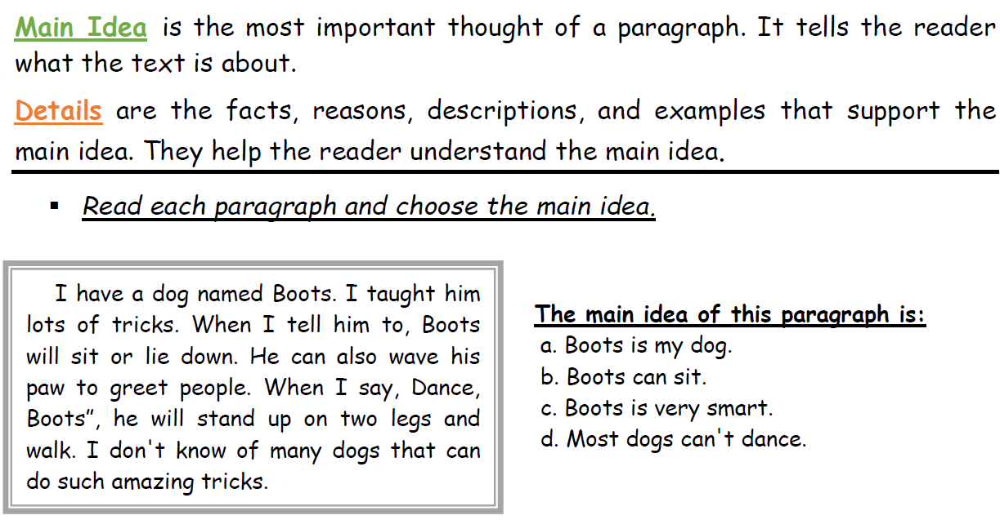 Main Idea is the most important thought of a paragraph. It tells the reader
what the text is about.
Details are the facts, reasons, descriptions, and examples that support the
main idea. They help the reader understand the main idea.
▪ Read each paragraph and choose the main idea.
I have a dog named Boots. I taught him
lots of tricks. When I tell him to, Boots
will sit or lie down. He can also wave his
paw to greet people. When I say, Dance,
Boots”, he will stand up on two legs and
walk. I don't know of many dogs that can
do such amazing tricks.
The main idea of this paragraph is:
a. Boots is my dog.
b. Boots can sit.
c. Boots is very smart.
d. Most dogs can't dance.